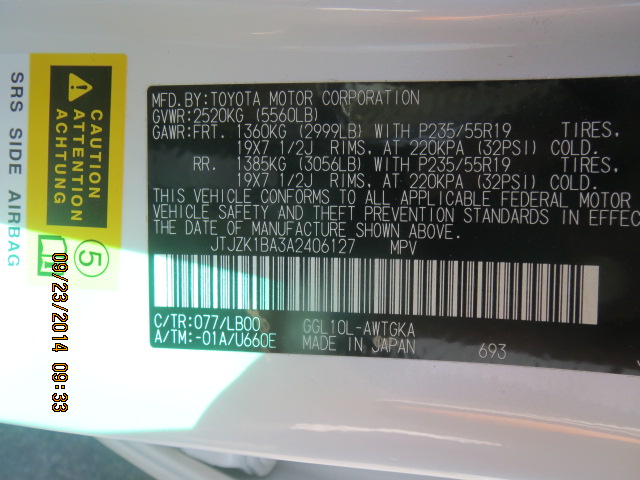 MFD.BY:TOYOTA MOTOR CORPORATION
GVWR:2520KG (5560LB)
GAWR:FRT. 1360KG (2999LB) WITH P235/55R19 TIRES,
19X7 1/2J RIMS, AT 220KPA (32PSI) COLD.
RR. 1385KG (3056LB) WITH P235/55R19 TIRES,
19X7 1/2J RIMS, AT 220KPA (32PSI) COLD.
THIS VEHICLE CONFORMS TO ALL APPLICABLE FEDERAL MOTOR
VEHICLE SAFETY AND THEFT PREVENTION STANDARDS IN EFFEC
THE DATE OF MANUFACTURE SHOWN ABOVE.
JTJZK1BA3A2406127 MPV
C/TR:077/LB00 GGL10L-AWTGKA
A/TM:-01A/U660E MADE IN JAPAN 693
CAUTION
ATTENTION
ACHTUNG
5
SRS SIDE AIRBAG
09/23/2014 09:33